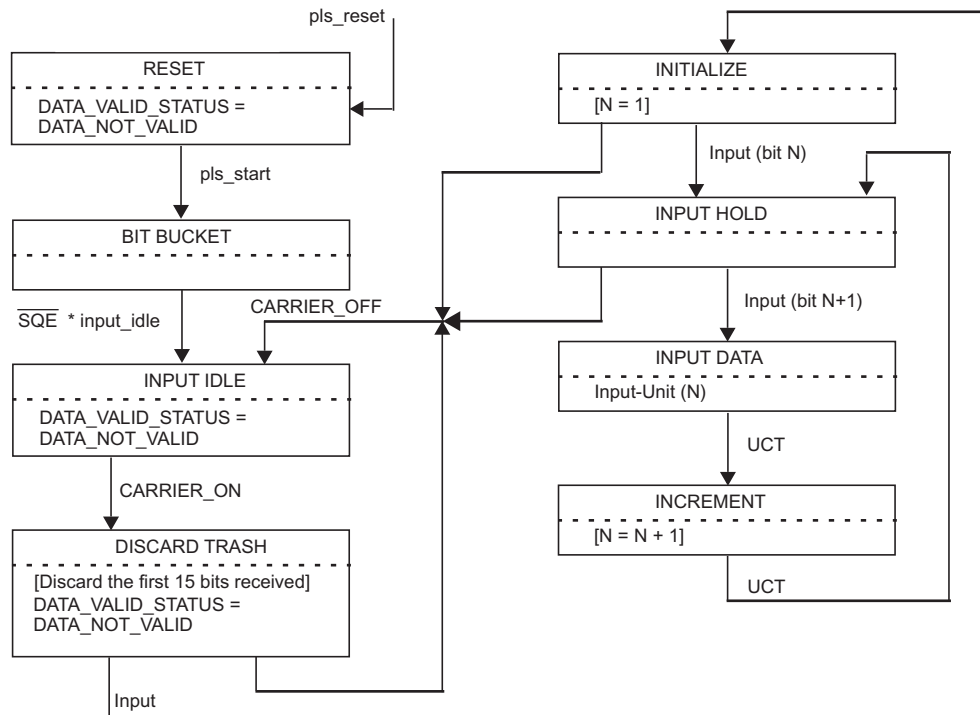 pls_reset
RESET
DATA_VALID_STATUS =
DATA_NOT_VALID
pls_start
BIT BUCKET
SQE * input_idle
CARRIER_OFF
INPUT IDLE
DATA_VALID_STATUS =
DATA_NOT_VALID
CARRIER_ON
DISCARD TRASH
[Discard the first 15 bits received]
DATA_VALID_STATUS =
DATA_NOT_VALID
Input
INITIALIZE
[N = 1]
Input (bit N)
INPUT HOLD
Input (bit N+1)
INPUT DATA
Input-Unit (N)
UCT
INCREMENT
[N = N + 1]
UCT